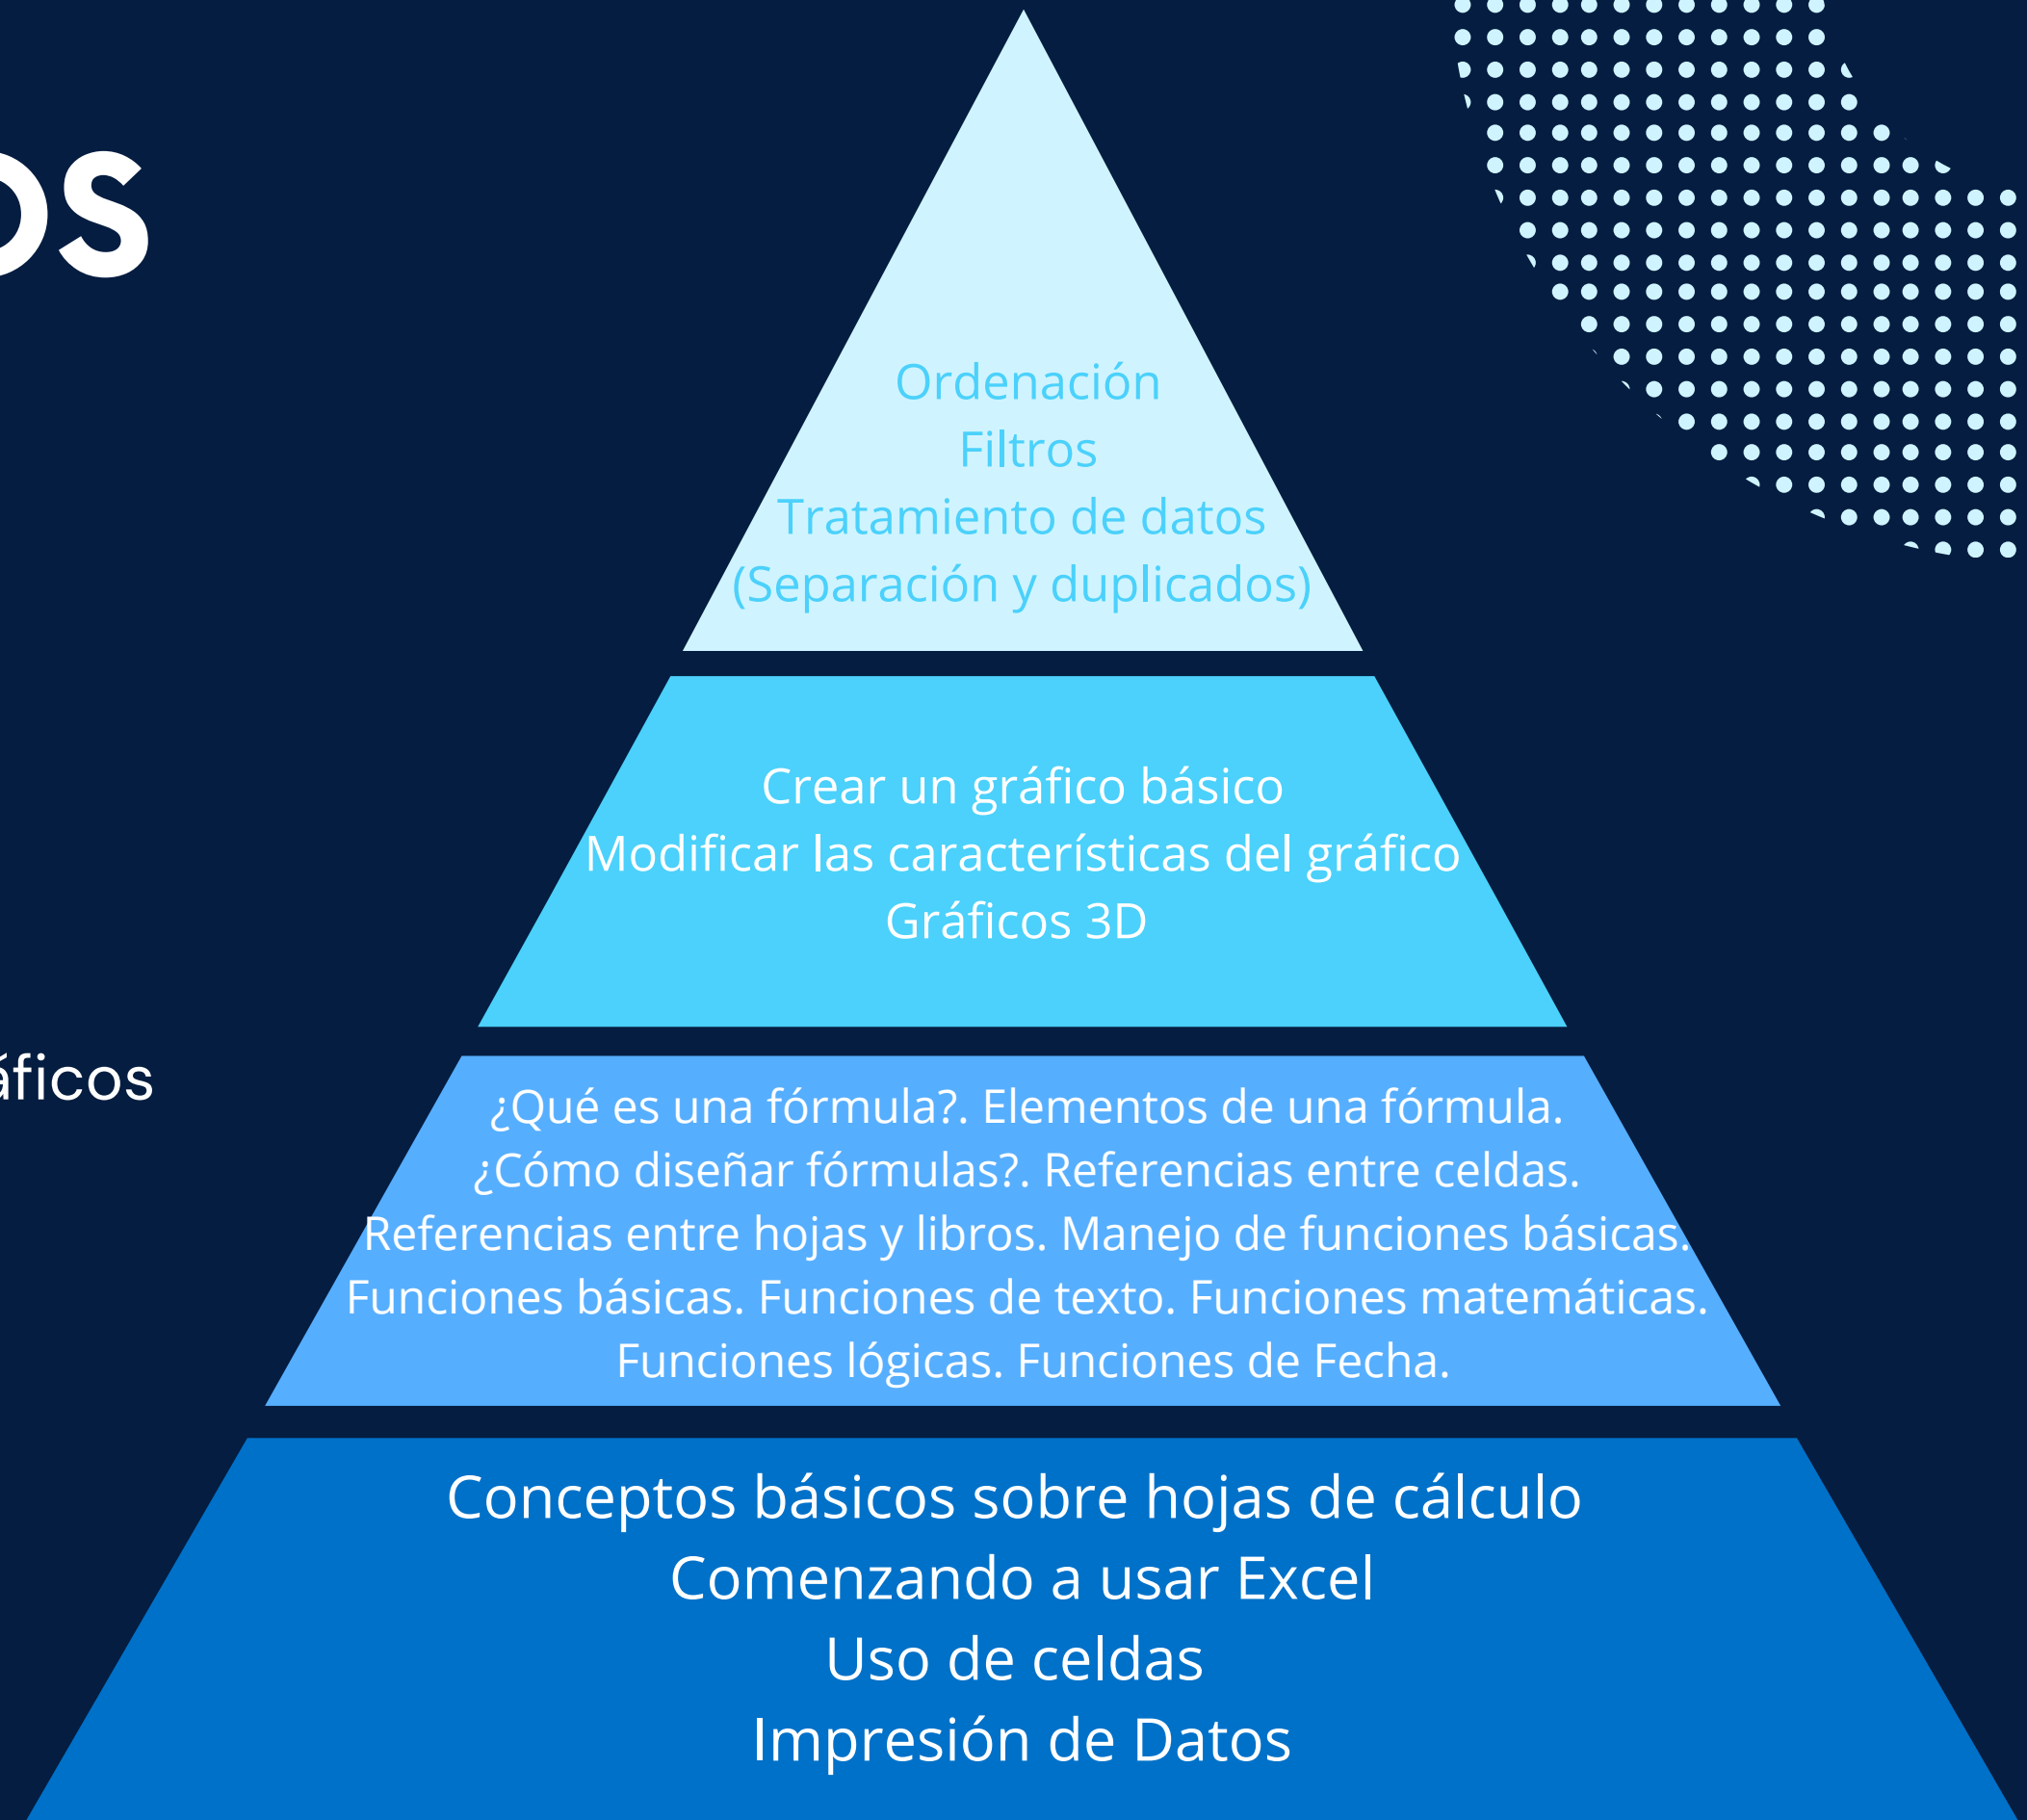 OS
Ordenación
Filtros
Tratamiento de datos
(Separación y duplicados)
Crear un gráfico básico
Modificar las características del gráfico
Gráficos 3D
áficos
¿Qué es una fórmula?. Elementos de una fórmula.
¿Cómo diseñar fórmulas?. Referencias entre celdas.
Referencias entre hojas y libros. Manejo de funciones básicas.
Funciones básicas. Funciones de texto. Funciones matemáticas.
Funciones lógicas. Funciones de Fecha.
Conceptos básicos sobre hojas de cálculo
Comenzando a usar Excel
Uso de celdas
Impresión de Datos